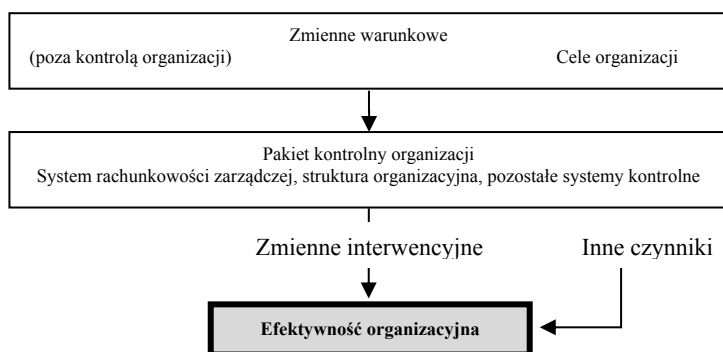 Zmienne warunkowe
(poza kontrolą organizacji) Cele organizacji
Pakiet kontrolny organizacji
System rachunkowości zarządczej, struktura organizacyjna, pozostałe systemy kontrolne
Zmienne interwencyjne Inne czynniki
Efektywność organizacyjna